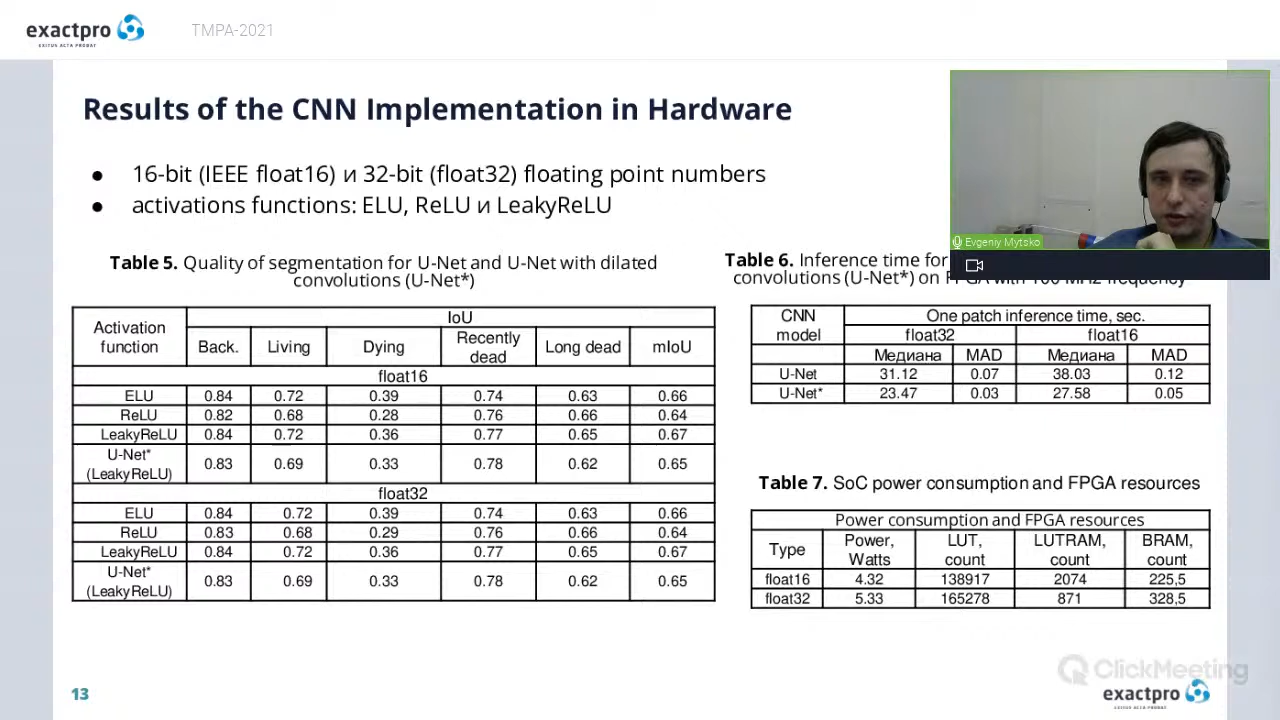 exactpro
EXITUS ACTA PROBAT
TMPA-2021
Results of the CNN Implementation in Hardware
● 16-bit (IEEE float16) и 32-bit (float32) floating point numbers
● activations functions: ELU, ReLU и LeakyReLU
Evgeniy Mytsko
Table 5. Quality of segmentation for U-Net and U-Net with dilated
convolutions (U-Net*)
Activation function IoU
Back. Living Dying Recently dead Long dead mIoU
float16
ELU 0.84 0.72 0.39 0.74 0.63 0.66
ReLU 0.82 0.68 0.28 0.76 0.66 0.64
LeakyReLU 0.84 0.72 0.36 0.77 0.65 0.67
U-Net* (LeakyReLU) 0.83 0.69 0.33 0.78 0.62 0.65
float32
ELU 0.84 0.72 0.39 0.74 0.63 0.66
ReLU 0.83 0.68 0.29 0.76 0.66 0.64
LeakyReLU 0.84 0.72 0.36 0.77 0.65 0.67
U-Net* (LeakyReLU) 0.83 0.69 0.33 0.78 0.62 0.65
Table 6. Inference time for
convolutions (U-Net*) on FPGA with 100 MHz frequency
CNN model One patch inference time, sec.
float32 float16
Медиана MAD Медиана MAD
U-Net 31.12 0.07 38.03 0.12
U-Net* 23.47 0.03 27.58 0.05
Table 7. SoC power consumption and FPGA resources
Power consumption and FPGA resources
Type Power, Watts LUT, count LUTRAM, count BRAM, count
float16 4.32 138917 2074 225,5
float32 5.33 165278 871 328,5
13
ClickMeeting
exactpro
EXITUS ACTA PROBAT